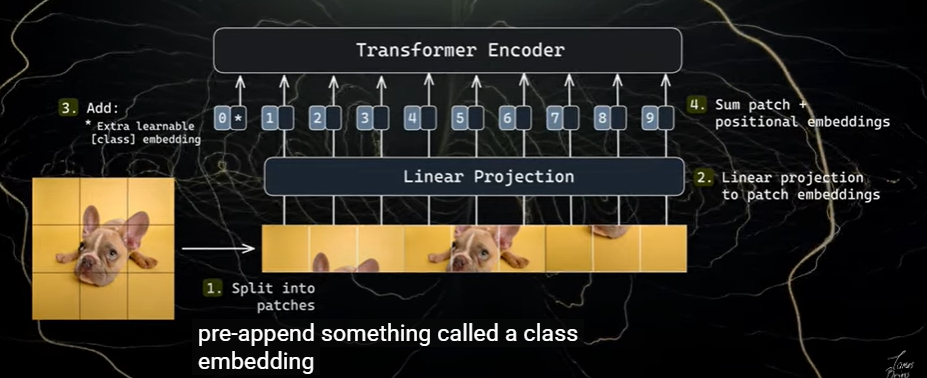 Transformer Encoder
3. Add:
* Extra learnable
[class] embedding
0 * 1 2 3 4 5 6 7 8 9
4. Sum patch +
positional embeddings
Linear Projection
2. Linear projection
to patch embeddings
1. Split into
patches
pre-append something called a class
embedding
James